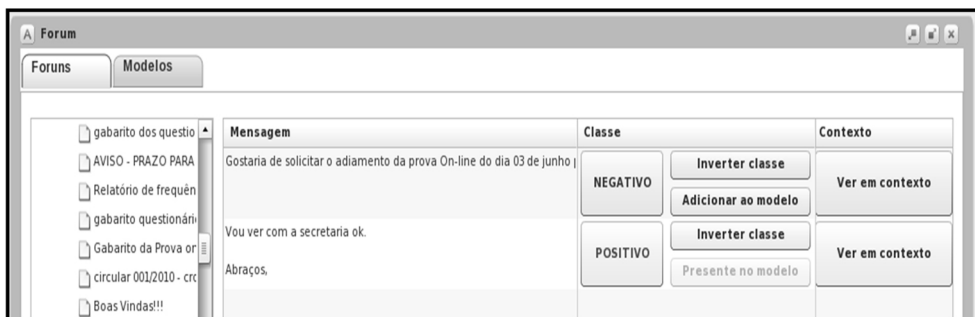 A Forum
Foruns Modelos
Mensagem Classe Contexto
gabarito dos questio
AVISO - PRAZO PARA
Relatório de frequên
gabarito questionári
Gabarito da Prova on
circular 001/2010 - cro
Boas Vindas!!!
Gostaria de solicitar o adiamento da prova On-line do dia 03 de junho
NEGATIVO
Inverter classe
Adicionar ao modelo
Ver em contexto
Vou ver com a secretaria ok.
Abraços,
POSITIVO
Inverter classe
Presente no modelo
Ver em contexto